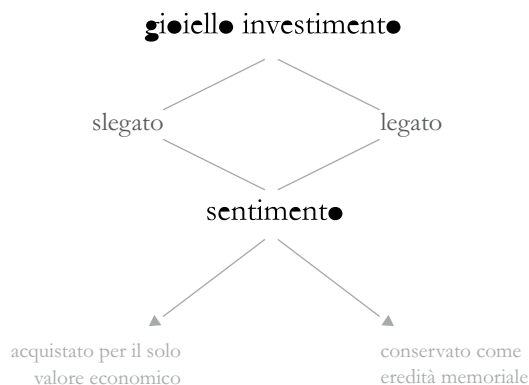 gioiello investimento
slegato
legato
sentimento
acquistato per il solo
valore economico
conservato come
eredità memoriale